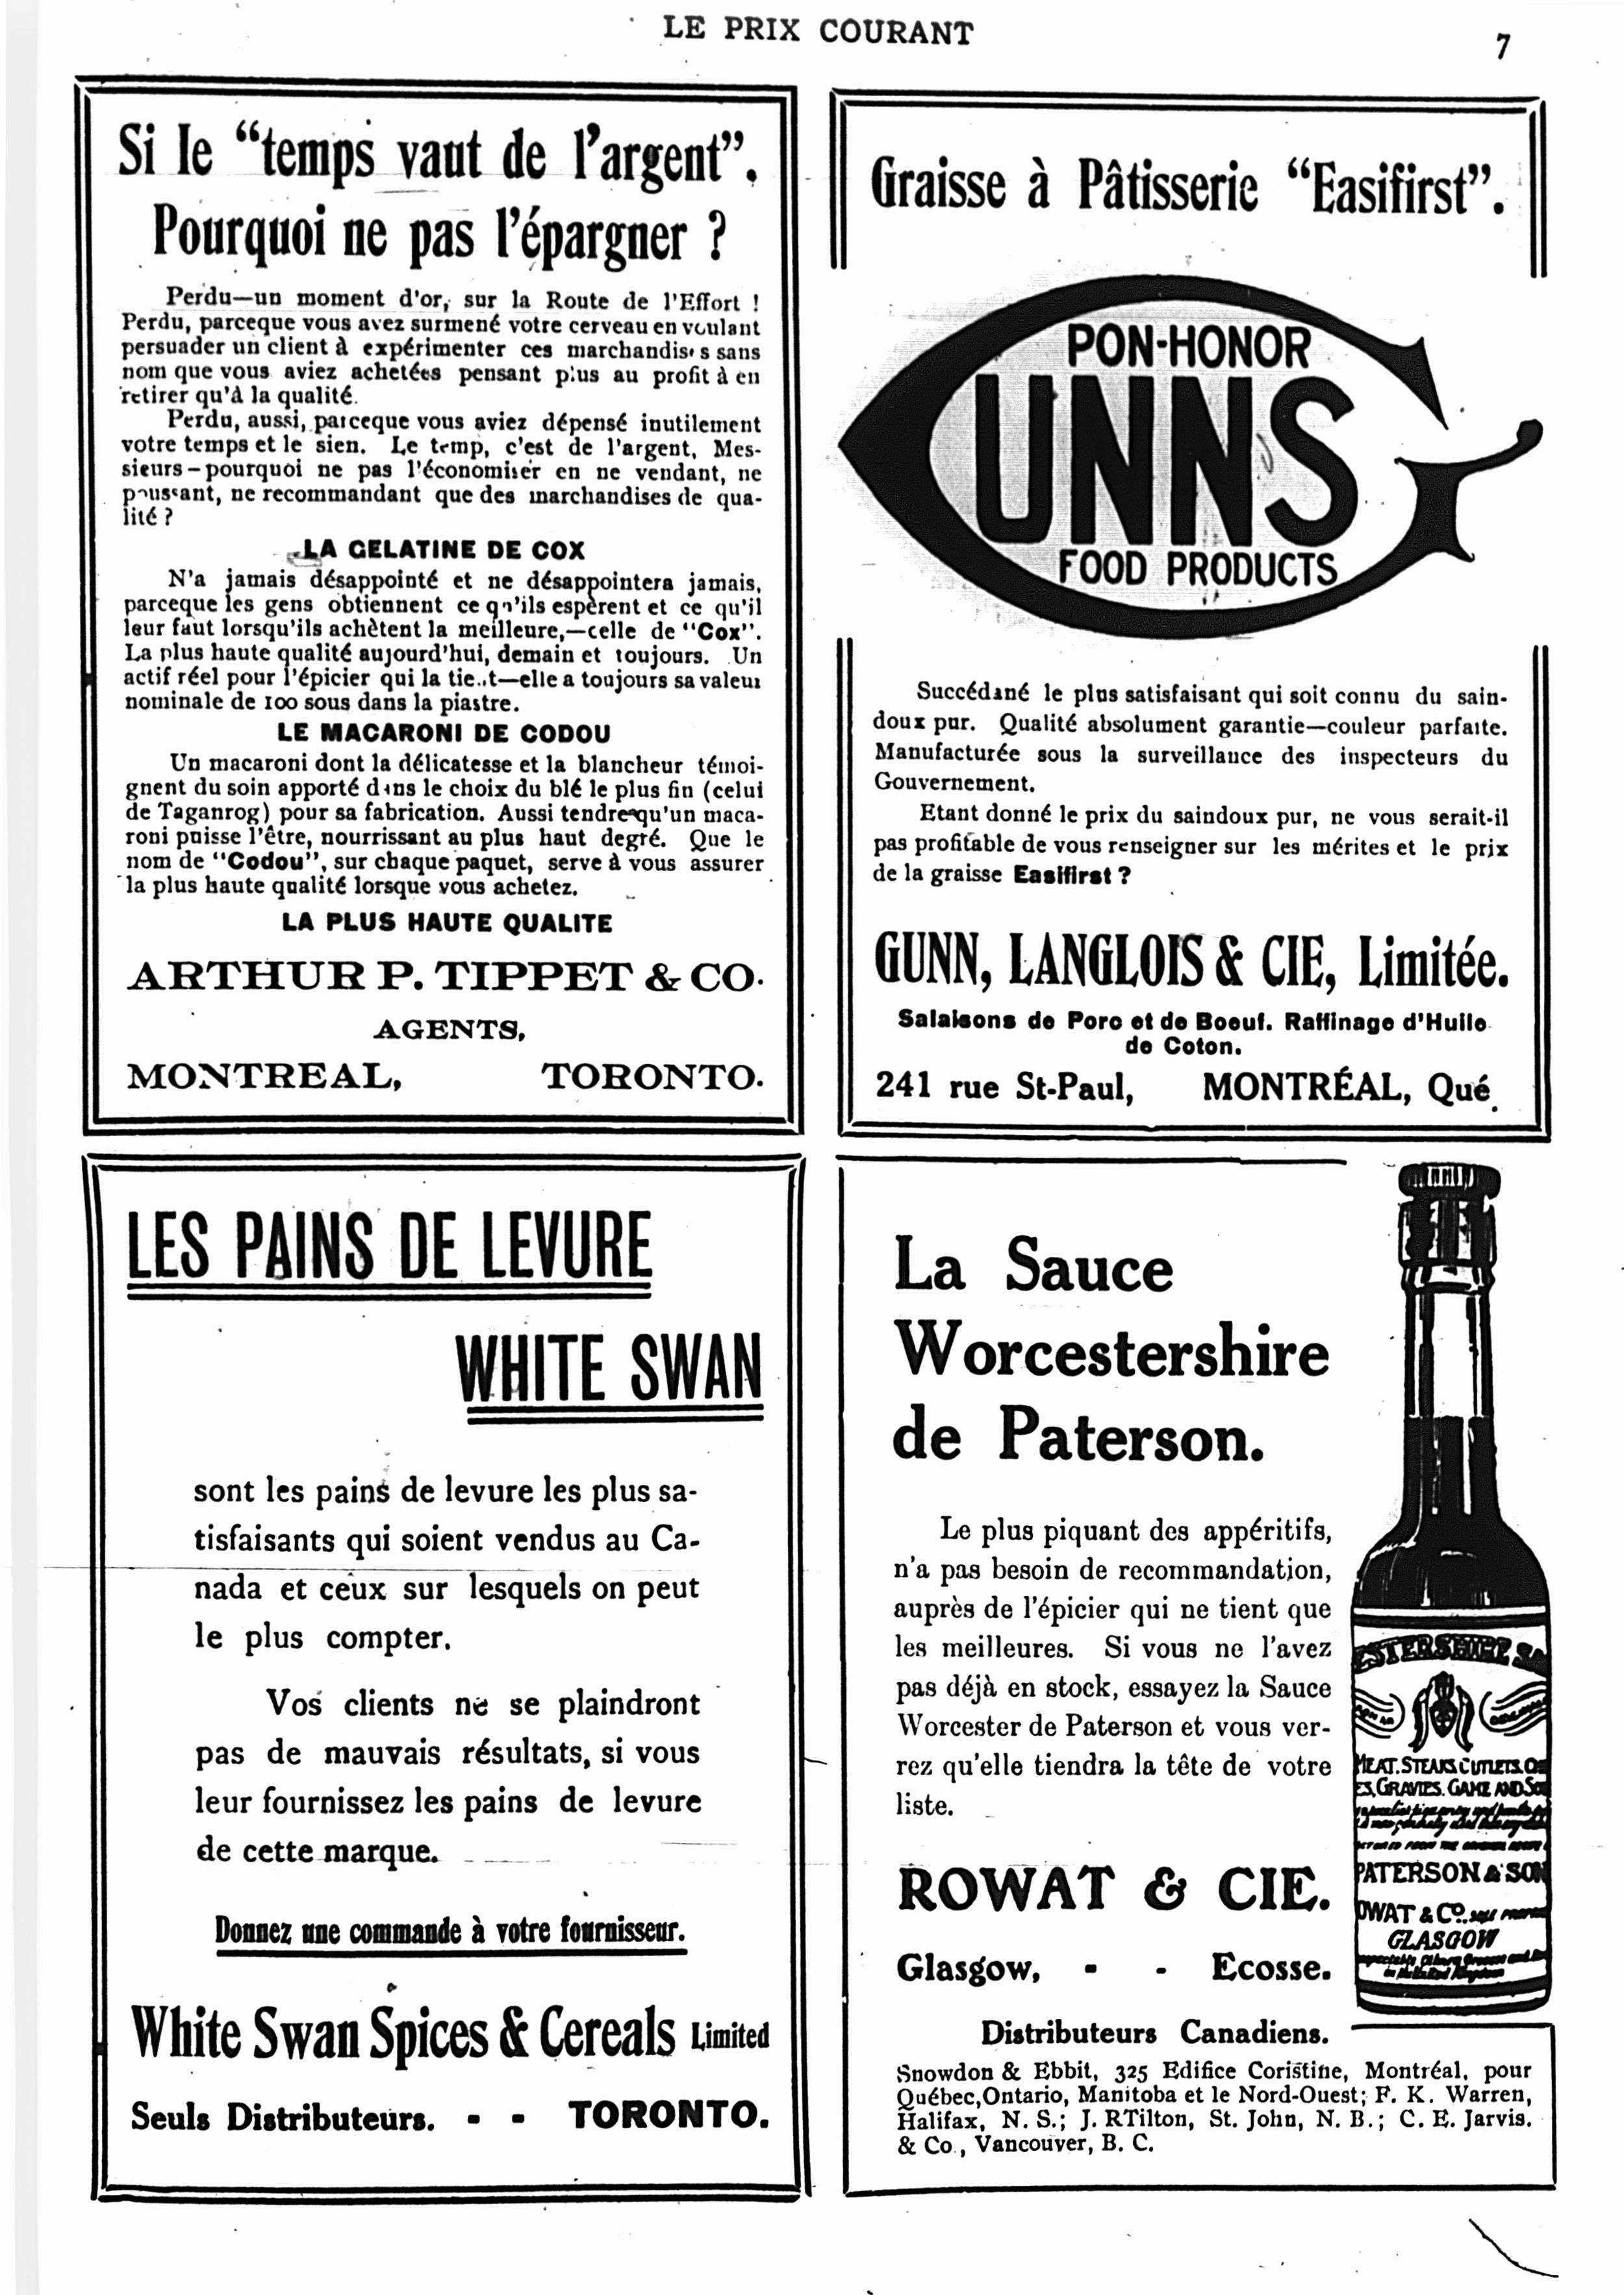 LE PRIX COURANT
7
Si le “temps vaut de l’argent”.
Pourquoi ne pas l’épargner ?
Perdu—un moment d'or, sur la Route de l'Effort !
Perdu, parceque vous avez surmené votre cerveau en voulant
persuader un client à expérimenter ces marchandises sans
nom que vous aviez achetées pensant plus au profit à en
retirer qu'à la qualité.
Perdu, aussi, parceque vous aviez dépensé inutilement
votre temps et le sien. Le temp, c'est de l'argent, Mes-
sieurs—pourquoi ne pas l'économiser en ne vendant, ne
poussant, ne recommandant que des marchandises de qua-
lité ?
LA GELATINE DE COX
N'a jamais désappointé et ne désappointera jamais,
parceque les gens obtiennent ce qu'ils espèrent et ce qu'il
leur faut lorsqu'ils achètent la meilleure,—celle de “Cox”.
La plus haute qualité aujourd'hui, demain et toujours. Un
actif réel pour l'épicier qui la tient—elle a toujours sa valeur
nominale de 100 sous dans la piastre.
LE MACARONI DE CODOU
Un macaroni dont la délicatesse et la blancheur témoi-
gnent du soin apporté dans le choix du blé le plus fin (celui
de Taganrog) pour sa fabrication. Aussi tendre qu'un maca-
roni puisse l'être, nourrissant au plus haut degré. Que le
nom de “Codou”, sur chaque paquet, serve à vous assurer
la plus haute qualité lorsque vous achetez.
LA PLUS HAUTE QUALITE
ARTHUR P. TIPPET & CO.
AGENTS,
MONTREAL, TORONTO.
Graisse à Pâtisserie “Easifirst”.
PON-HONOR
GUNNS
FOOD PRODUCTS
Succédané le plus satisfaisant qui soit connu du sain-
doux pur. Qualité absolument garantie—couleur parfaite.
Manufacturée sous la surveillance des inspecteurs du
Gouvernement.
Etant donné le prix du saindoux pur, ne vous serait-il
pas profitable de vous renseigner sur les mérites et le prix
de la graisse Easifirst ?
GUNN, LANGLOIS & CIE, Limitée.
Salaisons de Porc et de Boeuf. Raffinage d'Huile
de Coton.
241 rue St-Paul, MONTRÉAL, Qué.
LES PAINS DE LEVURE
WHITE SWAN
sont les pains de levure les plus sa-
tisfaisants qui soient vendus au Ca-
nada et ceux sur lesquels on peut
le plus compter.
Vos clients ne se plaindront
pas de mauvais résultats, si vous
leur fournissez les pains de levure
de cette marque.
Donnez une commande à votre fournisseur.
White Swan Spices & Cereals Limited
Seuls Distributeurs. - - TORONTO.
La Sauce
Worcestershire
de Paterson.
Le plus piquant des appéritifs,
n'a pas besoin de recommandation,
auprès de l'épicier qui ne tient que
les meilleures. Si vous ne l'avez
pas déjà en stock, essayez la Sauce
Worcester de Paterson et vous ver-
rez qu'elle tiendra la tête de votre
liste.
ROWAT & CIE.
Glasgow, - - Ecosse.
Distributeurs Canadiens.
Snowdon & Ebbit, 325 Edifice Coristine, Montréal, pour
Québec, Ontario, Manitoba et le Nord-Ouest; F. K. Warren,
Halifax, N. S.; J. RTilton, St. John, N. B.; C. E. Jarvis.
& Co., Vancouver, B. C.
ESTERSHIRE SA
MEAT. STEAKS CUTLETS.
ES, GRAVIES. GAME AND SO
PATERSON & SON
OWAT & Co.
GLASGOW
in the United Kingdom